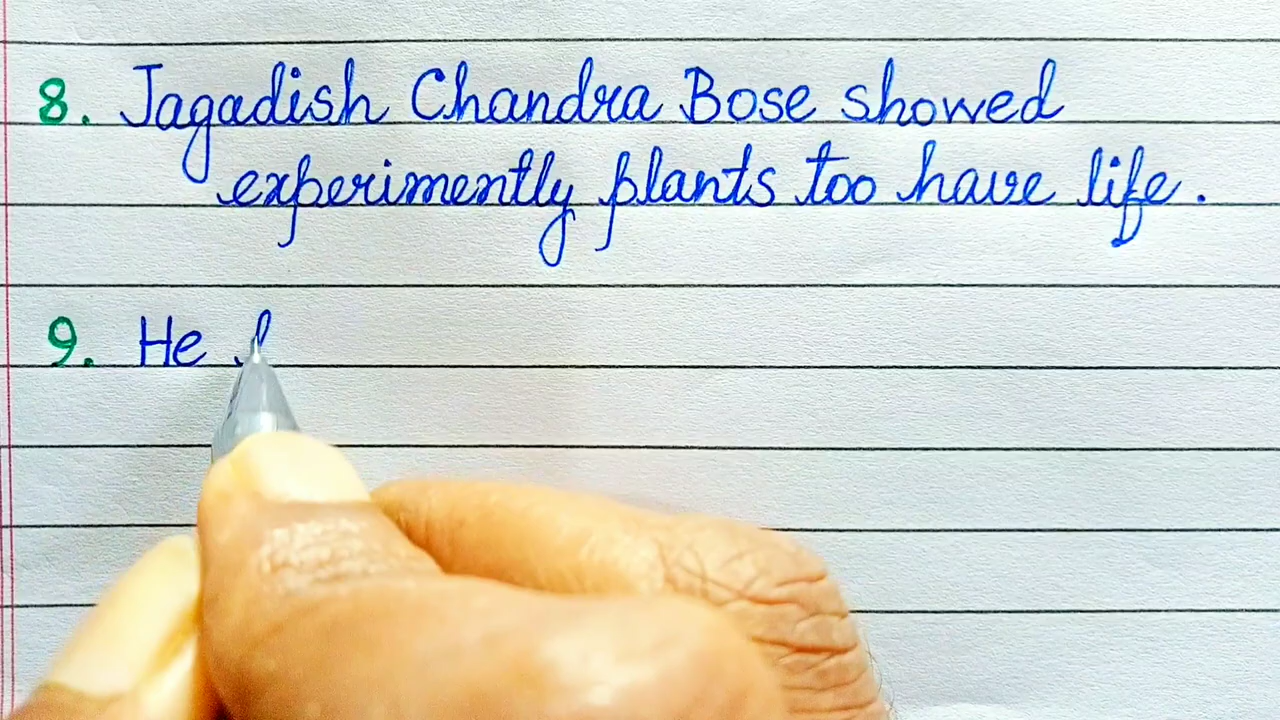 8. Jagadish Chandra Bose showed
experimently plants too have life.
9. He